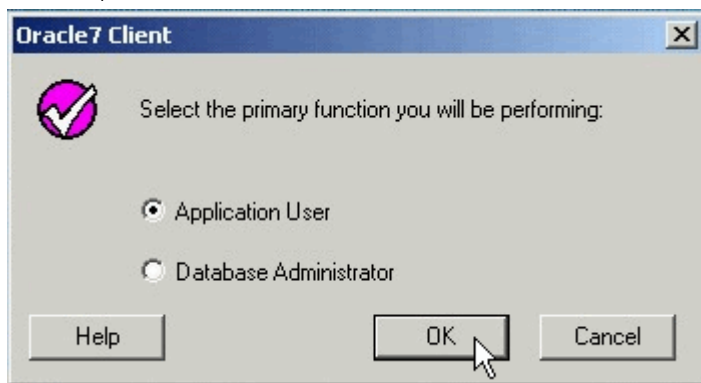 Oracle7 Client
Select the primary function you will be performing:
Application User
Database Administrator
Help
OK
Cancel